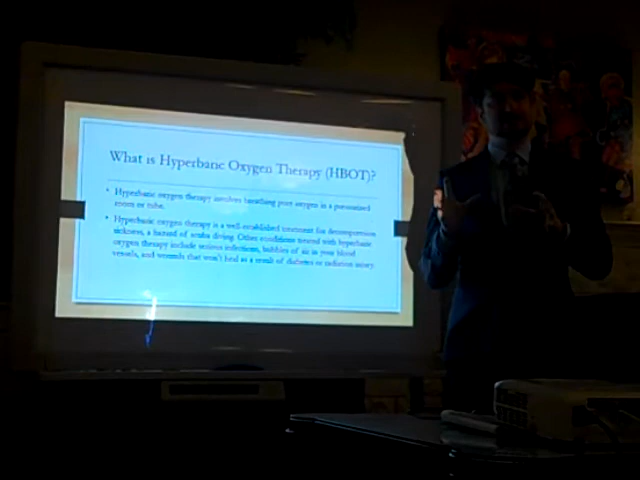 What is Hyperbaric Oxygen Therapy (HBOT)?
Hyperbaric oxygen therapy involves breathing pure oxygen in a pressurized
room or tube.
Hyperbaric oxygen therapy is a well-established treatment for decompression
sickness, a hazard of scuba diving. Other conditions treated with hyperbaric
oxygen therapy include serious infections, bubbles of air in your blood
vessels, and wounds that won't heal as a result of diabetes or radiation injury.